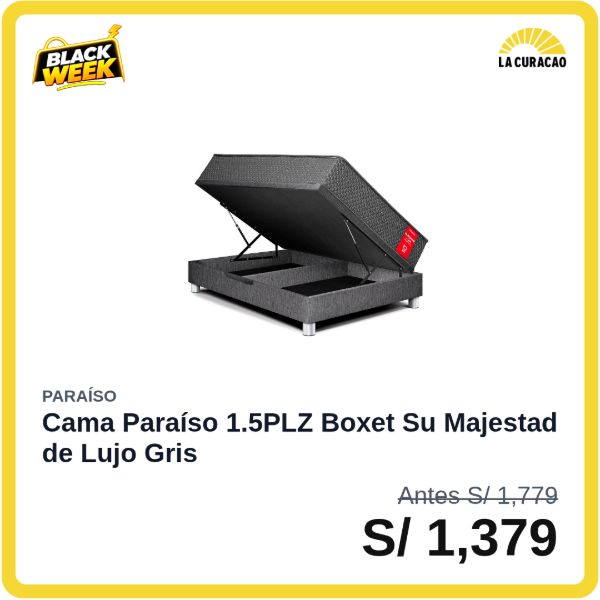 BLACK
WEEK
LA CURACAO
PARAÍSO
Cama Paraíso 1.5PLZ Boxet Su Majestad
de Lujo Gris
Antes S/ 1,779
S/ 1,379